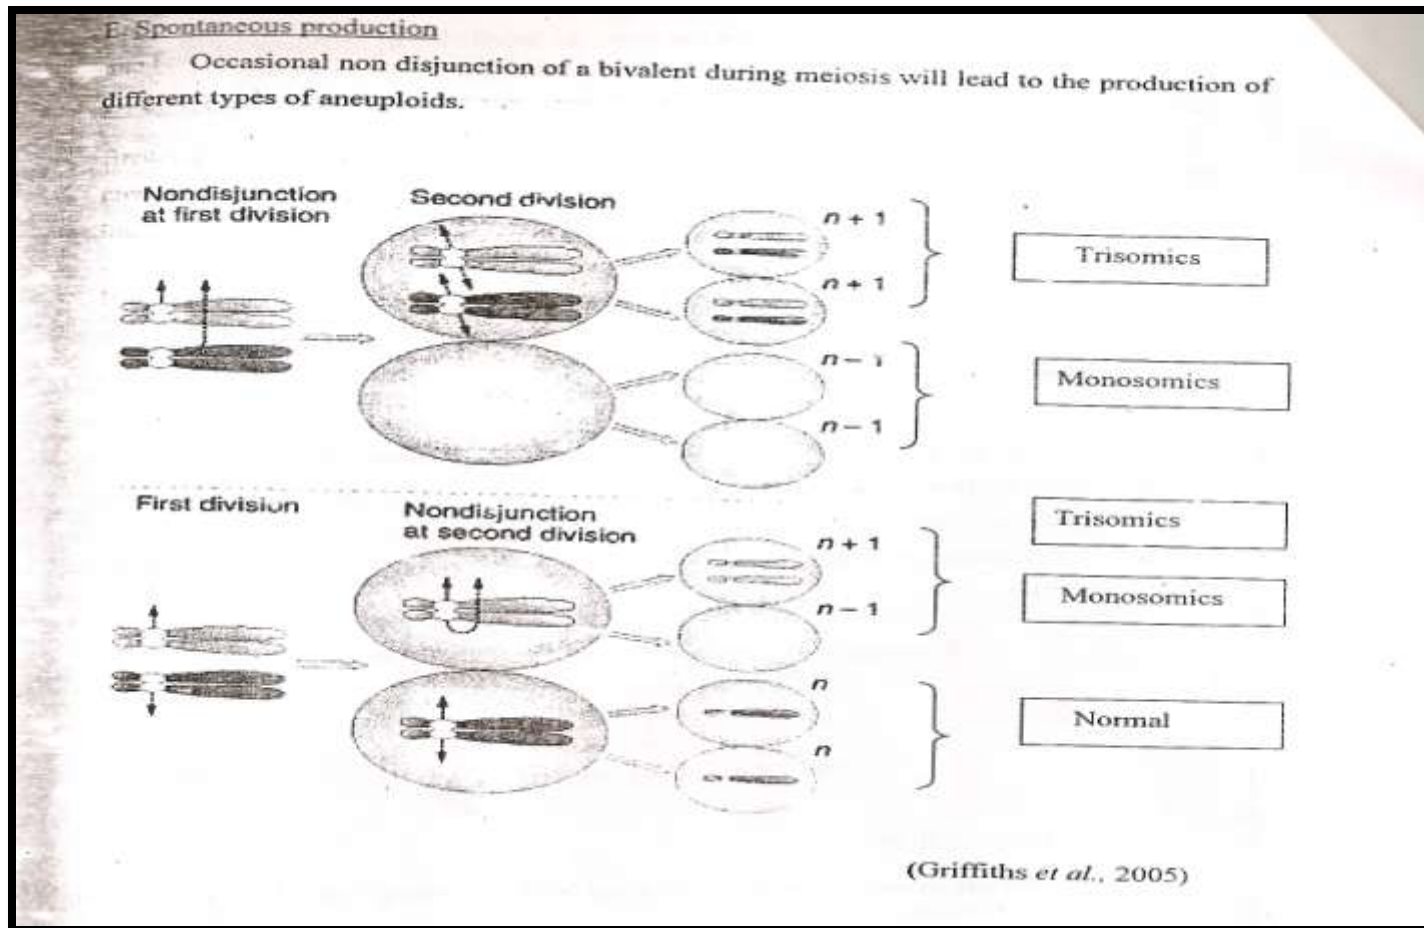 E. Spontaneous production
Occasional non disjunction of a bivalent during meiosis will lead to the production of
different types of aneuploids.
Nondisjunction
at first division
Second division
n + 1
n + 1
Trisomics
n – 1
n – 1
Monosomics
First division
Nondisjunction
at second division
n + 1
n – 1
Trisomics
Monosomics
n
n
Normal
(Griffiths et al., 2005)